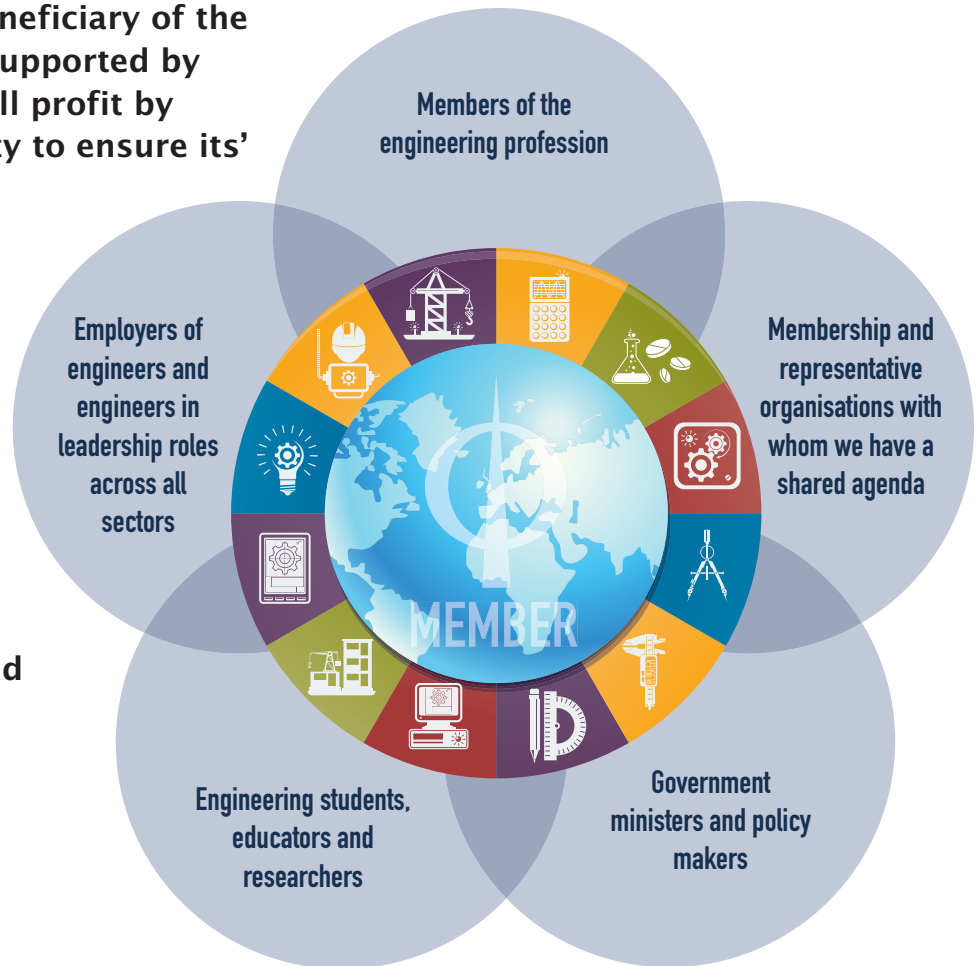 neficiary of the
upported by
ll profit by
ty to ensure its’
Members of the
engineering profession
Employers of
engineers and
engineers in
leadership roles
across all
sectors
Membership and
representative
organisations with
whom we have a
shared agenda
MEMBER
d
Engineering students,
educators and
researchers
Government
ministers and policy
makers